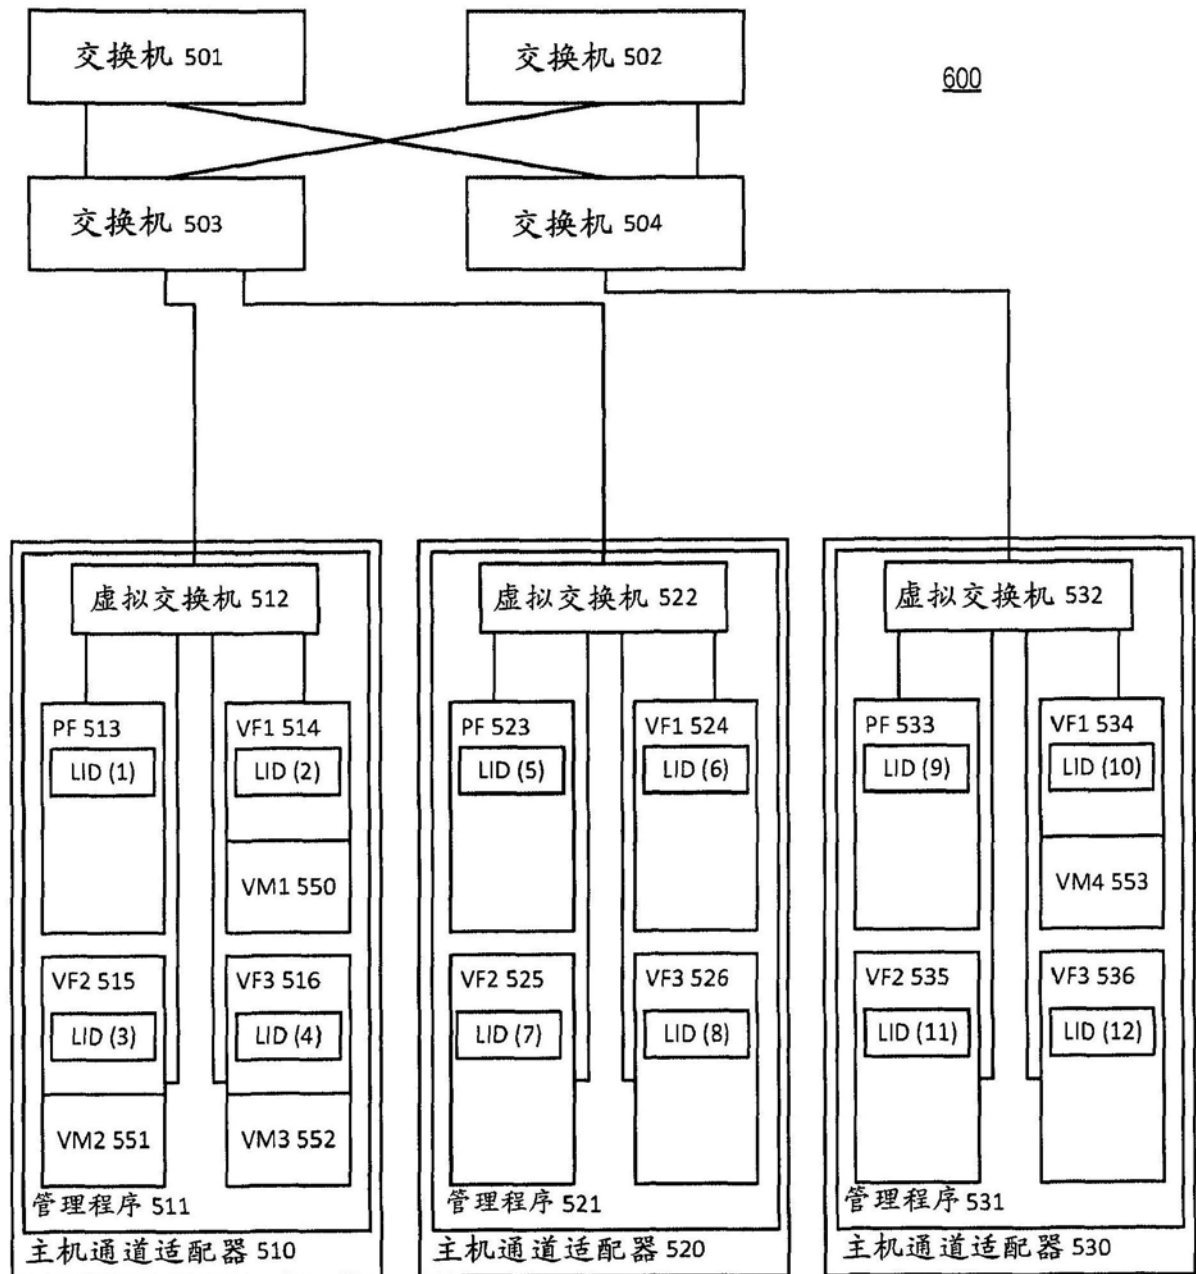 交换机 501
交换机 502
600
交换机 503
交换机 504
虚拟交换机 512
PF 513
LID (1)
VF1 514
LID (2)
VM1 550
VF2 515
LID (3)
VM2 551
VF3 516
LID (4)
VM3 552
管理程序 511
主机通道适配器 510
虚拟交换机 522
PF 523
LID (5)
VF1 524
LID (6)
VF2 525
LID (7)
VF3 526
LID (8)
管理程序 521
主机通道适配器 520
虚拟交换机 532
PF 533
LID (9)
VF1 534
LID (10)
VM4 553
VF2 535
LID (11)
VF3 536
LID (12)
管理程序 531
主机通道适配器 530